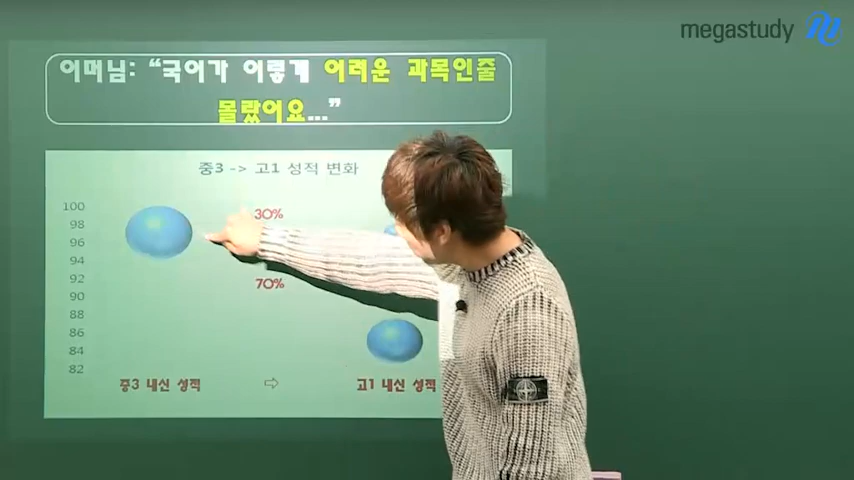 megastudy
어머님: “국어가 이렇게 어려운 과목인줄
몰랐어요...”
중3 -> 고1 성적 변화
100
98
96
94
92
90
88
86
84
82
30%
70%
중3 내신 성적
⇨
고1 내신 성적